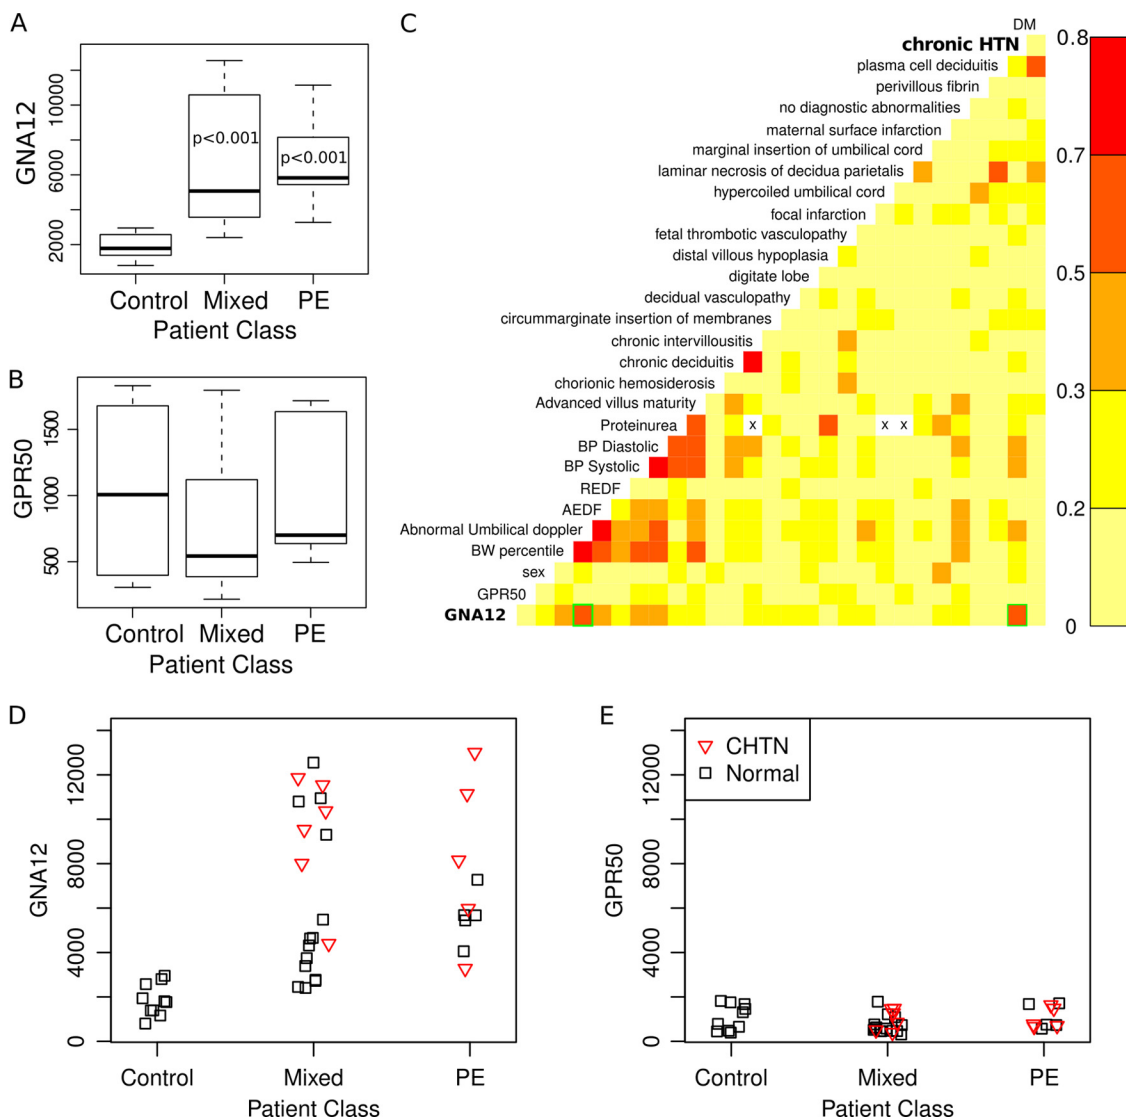 A
GNA12
10000
6000
2000
p<0.001
p<0.001
Control Mixed PE
Patient Class
B
GPR50
1500
1000
500
Control Mixed PE
Patient Class
C
DM
chronic HTN
plasma cell deciduitis
perivillous fibrin
no diagnostic abnormalities
maternal surface infarction
marginal insertion of umbilical cord
laminar necrosis of decidua parietalis
hypercoiled umbilical cord
focal infarction
fetal thrombotic vasculopathy
distal villous hypoplasia
digitate lobe
decidual vasculopathy
circummarginate insertion of membranes
chronic intervillousitis
chronic deciduitis
chorionic hemosiderosis
Advanced villus maturity
Proteinurea x x x
BP Diastolic
BP Systolic
REDF
AEDF
Abnormal Umbilical doppler
BW percentile
sex
GPR50
GNA12
0.8
0.7
0.5
0.3
0.2
0
D
GNA12
12000
8000
4000
0
Control Mixed PE
Patient Class
E
GPR50
12000
8000
4000
0
CHTN
Normal
Control Mixed PE
Patient Class